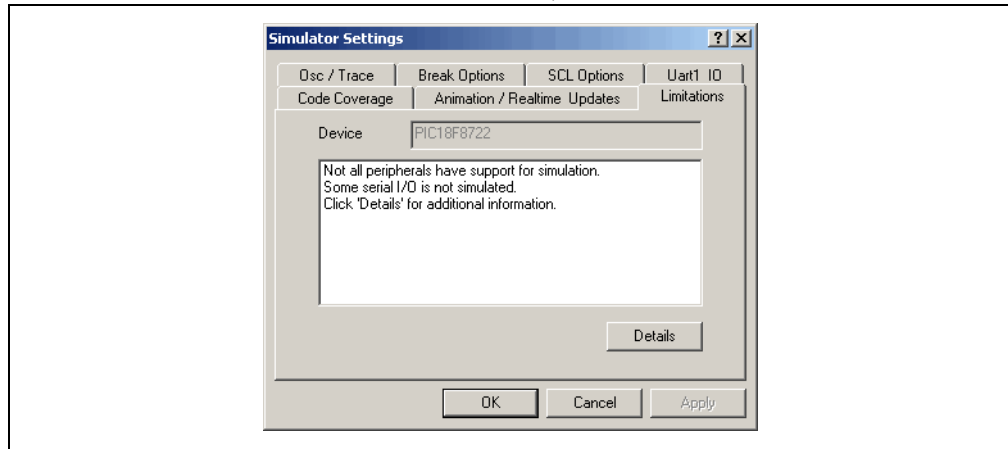 Simulator Settings
Osc / Trace
Break Options
SCL Options
Uart1 IO
Code Coverage
Animation / Realtime Updates
Limitations
Device
PIC18F8722
Not all peripherals have support for simulation.
Some serial I/O is not simulated.
Click 'Details' for additional information.
Details
OK
Cancel
Apply